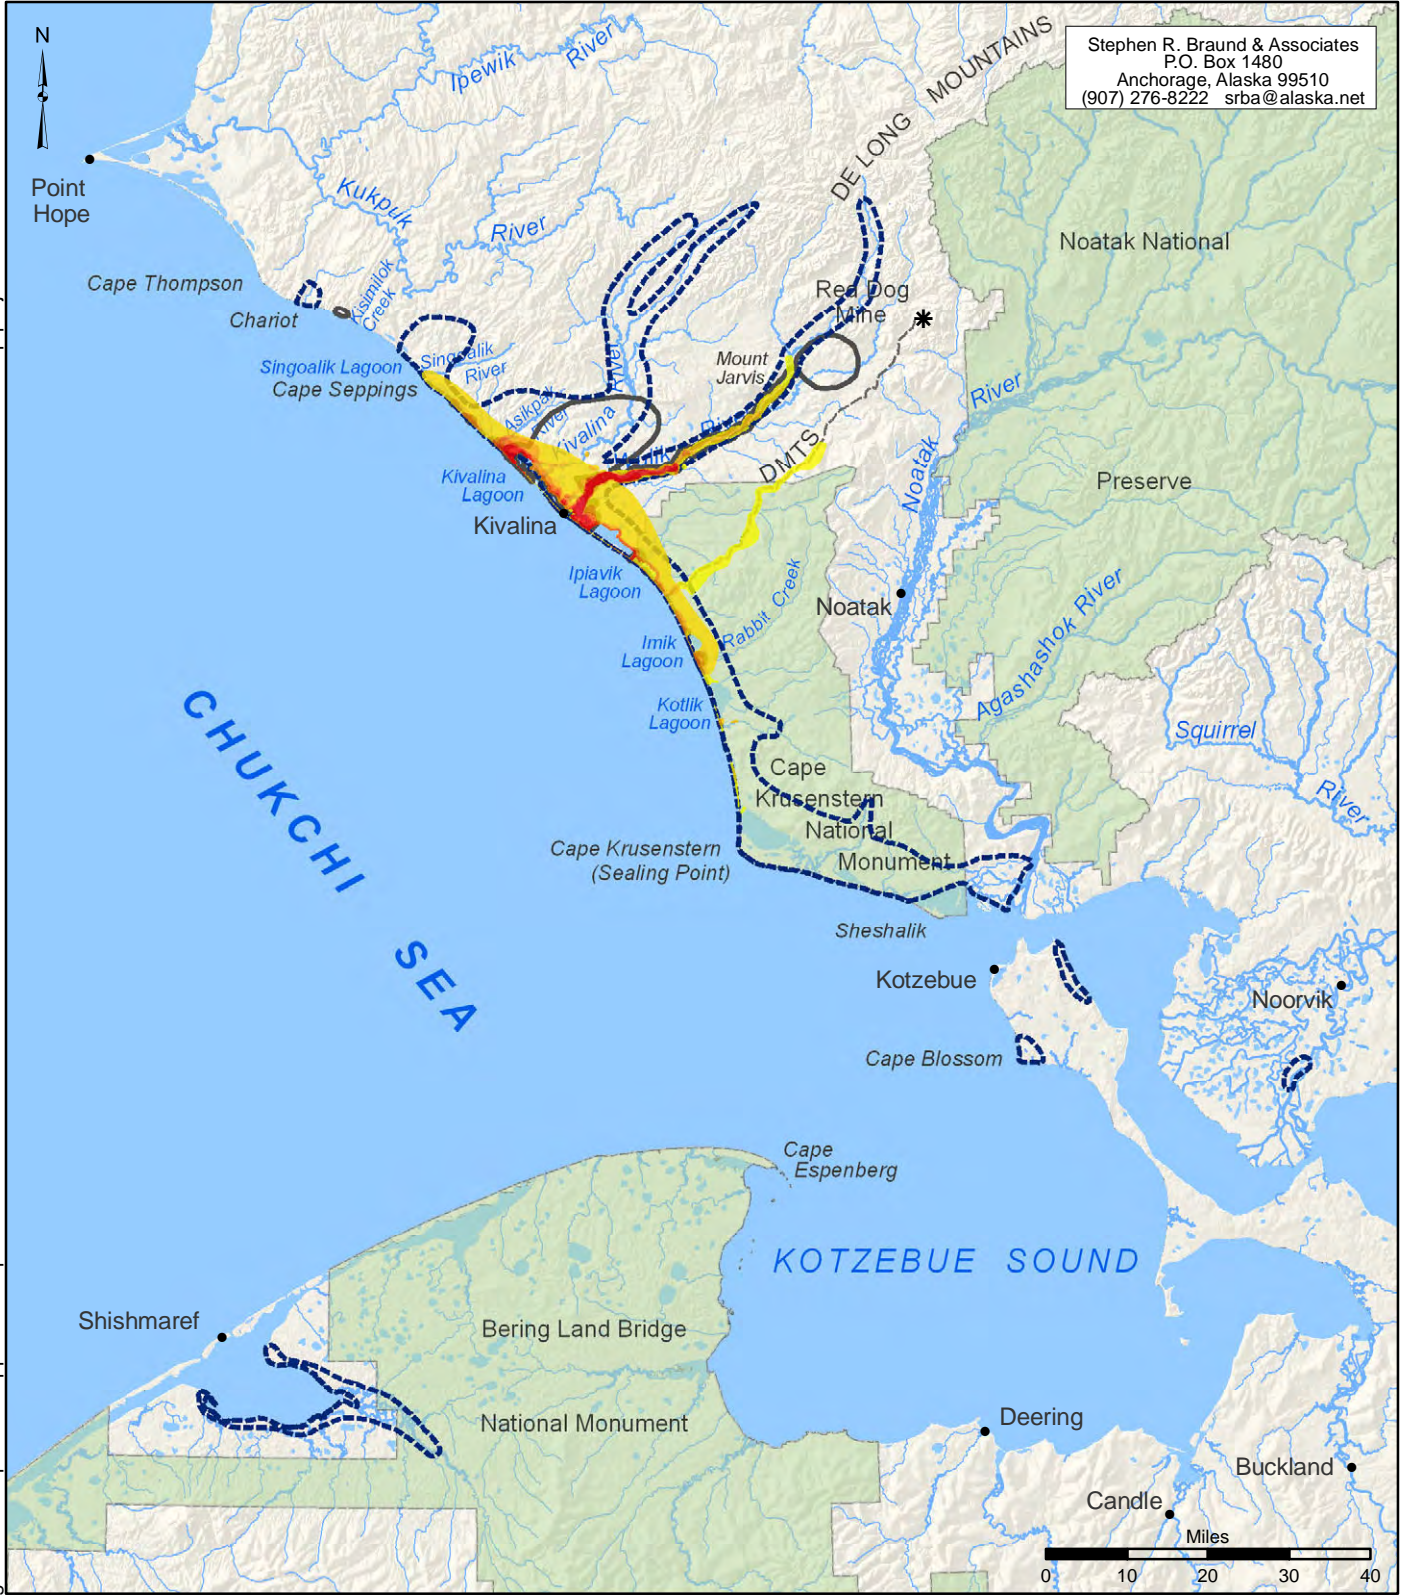 N
Stephen R. Braund & Associates
P.O. Box 1480
Anchorage, Alaska 99510
(907) 276-8222 srba@alaska.net
Ipewik River
DE LONG MOUNTAINS
Point
Hope
Kukpuk River
Noatak National
Cape Thompson
Kisimilok
Creek
Chariot
Red Dog
Mine
Singoalik Lagoon
Singoalik
River
Cape Seppings
Mount
Jarvis
Asikpak
River
Kivalina River
River
DMTS
Noatak River
Kivalina
Lagoon
Preserve
Kivalina
Ipiavik
Lagoon
Rabbit Creek
Noatak
Agashashok River
Imik
Lagoon
Kotlik
Lagoon
Squirrel
River
CHUKCHI SEA
Cape
Krusenstern
National
Monument
Cape Krusenstern
(Sealing Point)
Sheshalik
Kotzebue
Noorvik
Cape Blossom
Cape
Espenberg
KOTZEBUE SOUND
Shishmaref
Bering Land Bridge
National Monument
Deering
Buckland
Candle
Miles
0 10 20 30 40